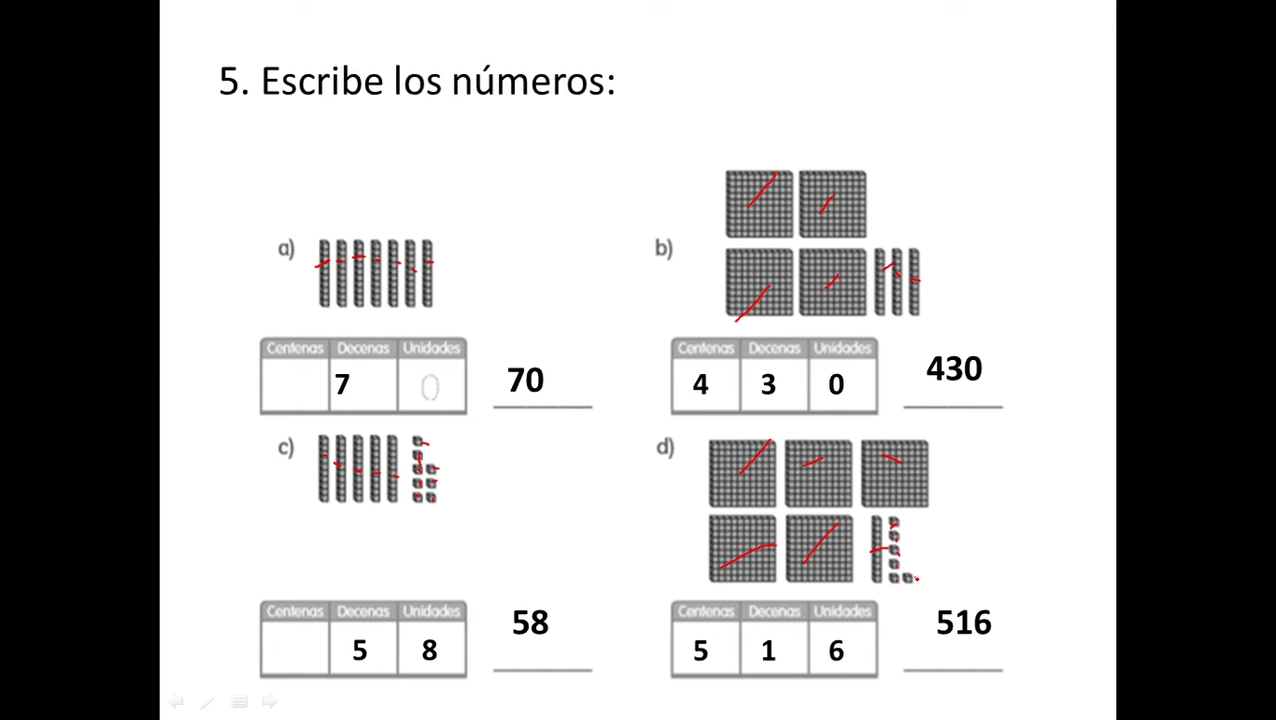 5. Escribe los números:
a)
Centenas Decenas Unidades
7 0
70
b)
Centenas Decenas Unidades
4 3 0
430
c)
Centenas Decenas Unidades
5 8
58
d)
Centenas Decenas Unidades
5 1 6
516